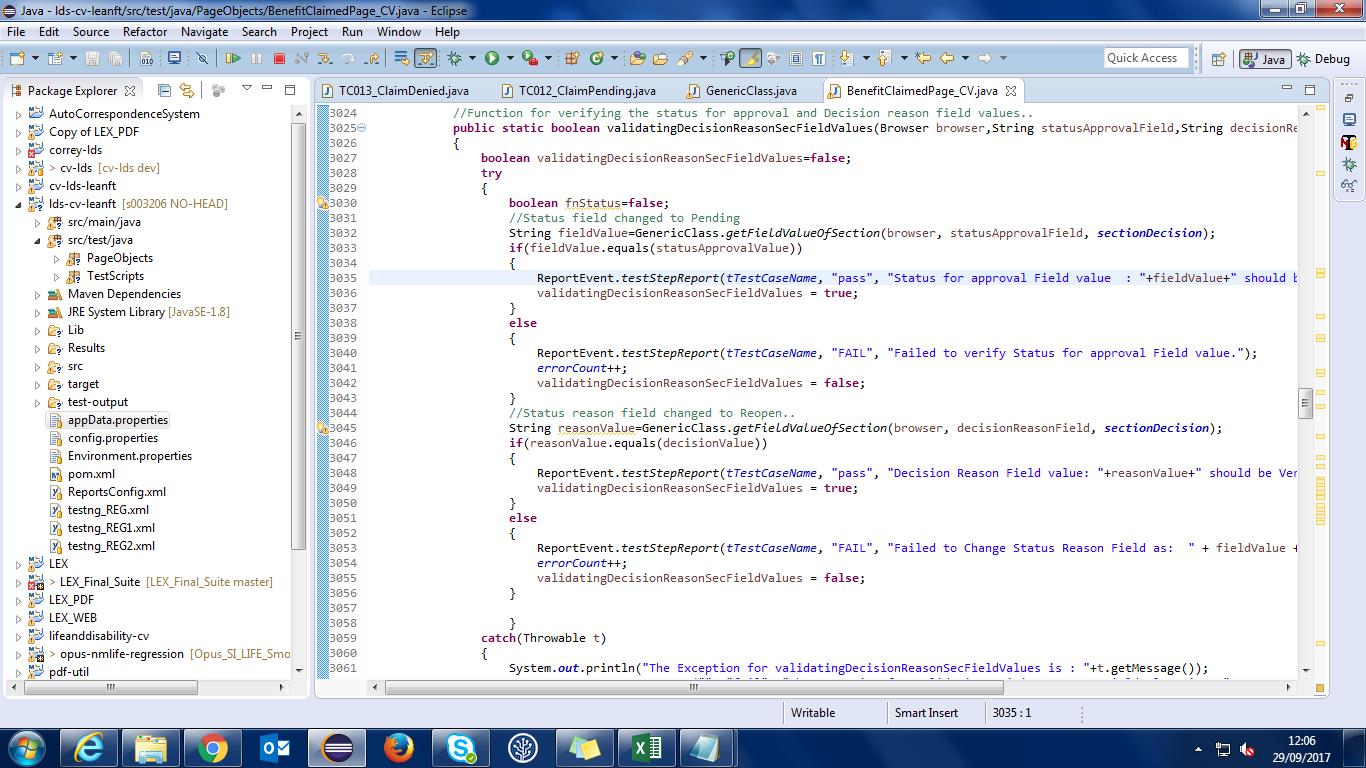 Java - lds-cv-leanft/src/test/java/PageObjects/BenefitClaimedPage_CV.java - Eclipse
File Edit Source Refactor Navigate Search Project Run Window Help
Quick Access Java Debug
Package Explorer
AutoCorrespondenceSystem
Copy of LEX_PDF
correy-lds
> cv-lds [cv-lds dev]
cv-lds-leanft
lds-cv-leanft [s003206 NO-HEAD]
src/main/java
src/test/java
PageObjects
TestScripts
Maven Dependencies
JRE System Library [JavaSE-1.8]
Lib
Results
src
target
test-output
appData.properties
config.properties
Environment.properties
pom.xml
ReportsConfig.xml
testng_REG.xml
testng_REG1.xml
testng_REG2.xml
LEX
> LEX_Final_Suite [LEX_Final_Suite master]
LEX_PDF
LEX_WEB
lifeanddisability-cv
> opus-nmlife-regression [Opus_SI_LIFE_Smo
pdf-util
TC013_ClaimDenied.java TC012_ClaimPending.java GenericClass.java BenefitClaimedPage_CV.java
3024 //Function for verifying the status for approval and Decision reason field values..
3025 public static boolean validatingDecisionReasonSecFieldValues(Browser browser,String statusApprovalField,String decisionRe
3026 {
3027 boolean validatingDecisionReasonSecFieldValues=false;
3028 try
3029 {
3030 boolean fnStatus=false;
3031 //Status field changed to Pending
3032 String fieldValue=GenericClass.getFieldValueOfSection(browser, statusApprovalField, sectionDecision);
3033 if(fieldValue.equals(statusApprovalValue))
3034 {
3035 ReportEvent.testStepReport(tTestCaseName, "pass", "Status for approval Field value  : "+fieldValue+" should b
3036 validatingDecisionReasonSecFieldValues = true;
3037 }
3038 else
3039 {
3040 ReportEvent.testStepReport(tTestCaseName, "FAIL", "Failed to verify Status for approval Field value.");
3041 errorCount++;
3042 validatingDecisionReasonSecFieldValues = false;
3043 }
3044 //Status reason field changed to Reopen..
3045 String reasonValue=GenericClass.getFieldValueOfSection(browser, decisionReasonField, sectionDecision);
3046 if(reasonValue.equals(decisionValue))
3047 {
3048 ReportEvent.testStepReport(tTestCaseName, "pass", "Decision Reason Field value: "+reasonValue+" should be Ver
3049 validatingDecisionReasonSecFieldValues = true;
3050 }
3051 else
3052 {
3053 ReportEvent.testStepReport(tTestCaseName, "FAIL", "Failed to Change Status Reason Field as:  " + fieldValue +
3054 errorCount++;
3055 validatingDecisionReasonSecFieldValues = false;
3056 }
3057
3058 }
3059 catch(Throwable t)
3060 {
3061 System.out.println("The Exception for validatingDecisionReasonSecFieldValues is : "+t.getMessage());
Writable Smart Insert 3035 : 1
12:06
29/09/2017